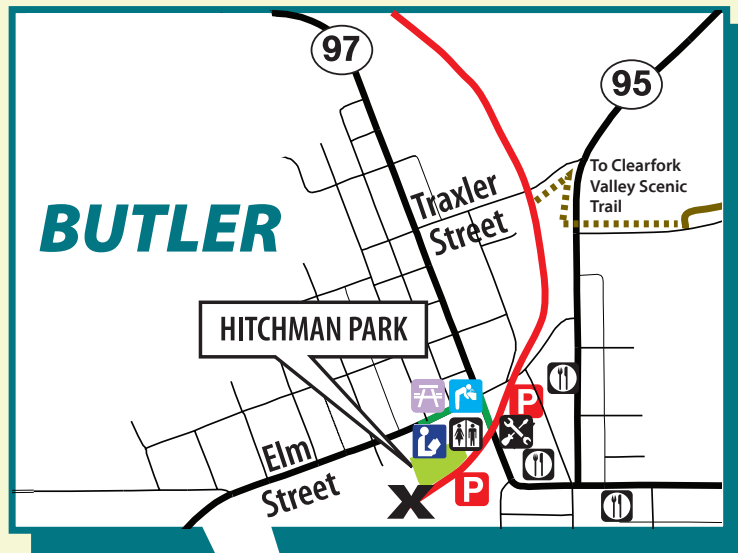 97
95
To Clearfork
Valley Scenic
Trail
Traxler
Street
BUTLER
HITCHMAN PARK
P
Elm
Street
P
X